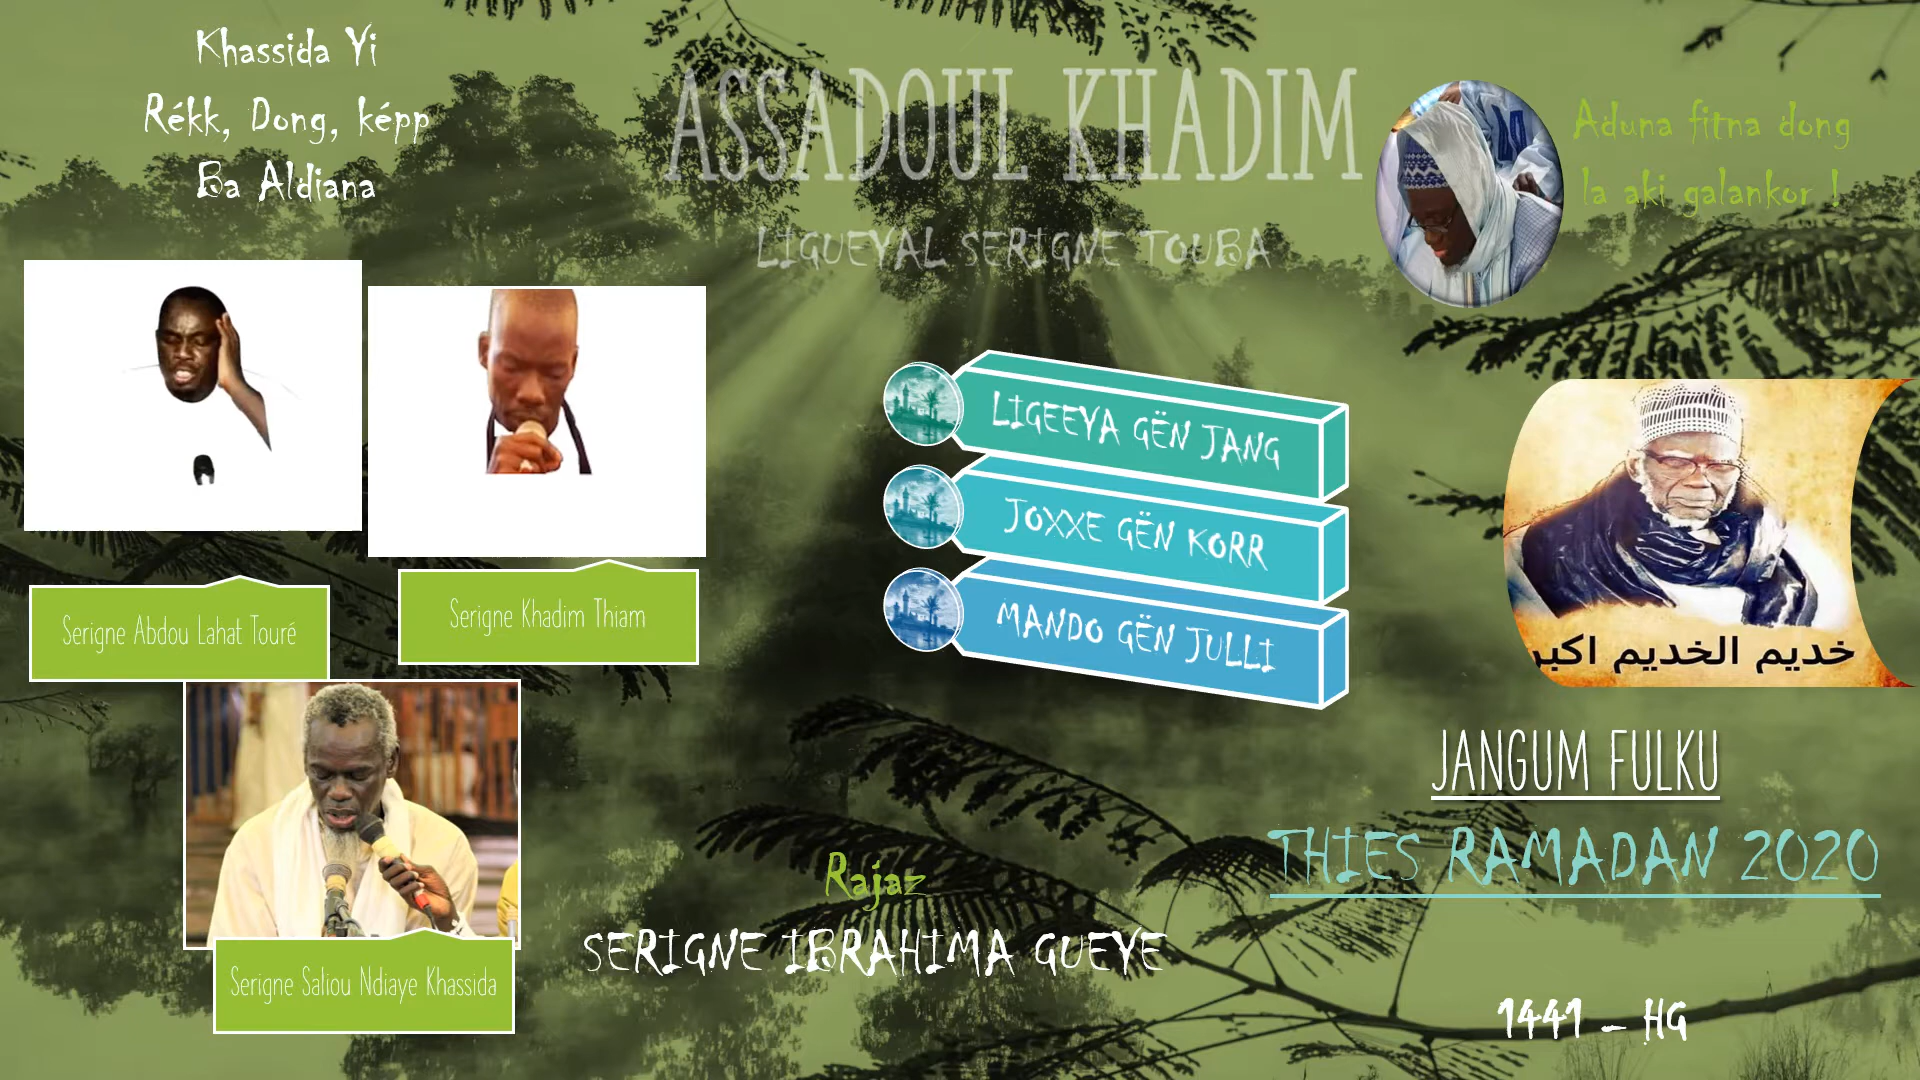 Khassida Yi
Rékk, Dong, képp
Ba Aldiana
ASSADOUL KHADIM
LIGUEYAL SERIGNE TOUBA
Aduna fitna dong
la aki galankor !
LIGEEYA GËN JANG
JOXXE GËN KORR
MANDO GËN JULLI
خديم الخديم اكبر
Serigne Abdou Lahat Touré
Serigne Khadim Thiam
Serigne Saliou Ndiaye Khassida
JANGUM FULKU
THIES RAMADAN 2020
Rajaz
SERIGNE IBRAHIMA GUEYE
1441 - HG